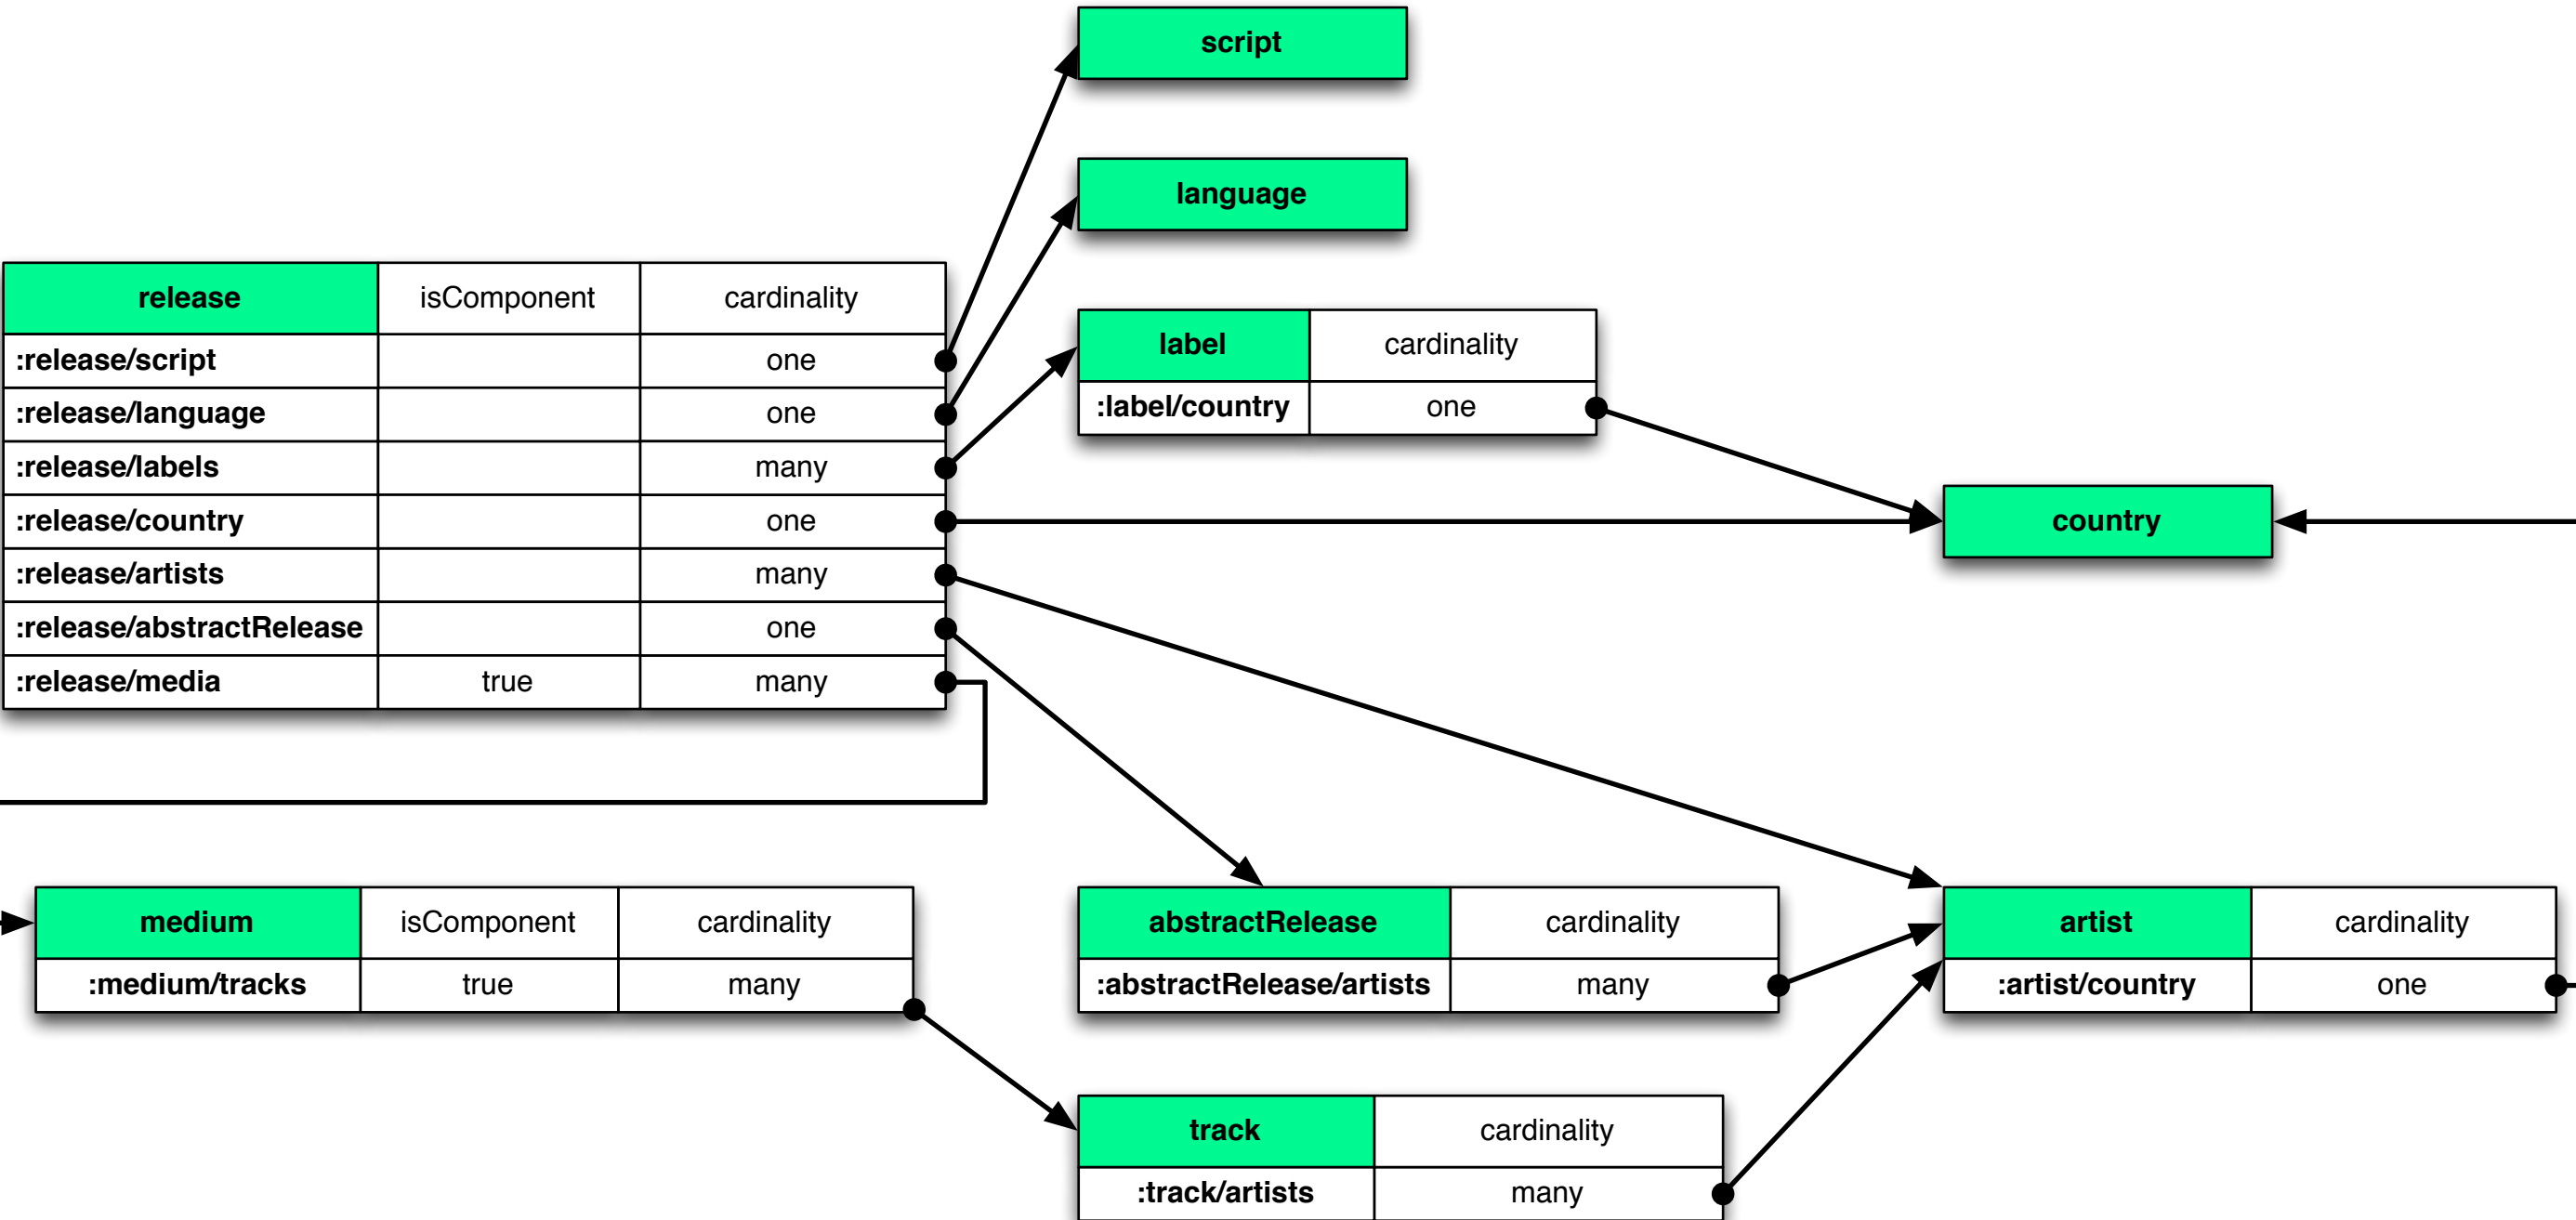 script
language
release isComponent cardinality
:release/script one
:release/language one
:release/labels many
:release/country one
:release/artists many
:release/abstractRelease one
:release/media true many
label cardinality
:label/country one
country
medium isComponent cardinality
:medium/tracks true many
abstractRelease cardinality
:abstractRelease/artists many
artist cardinality
:artist/country one
track cardinality
:track/artists many